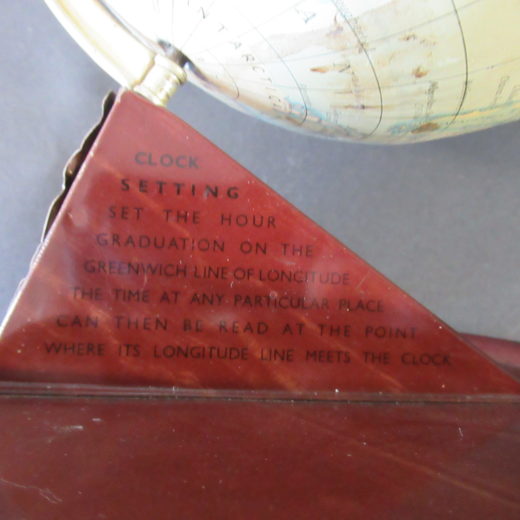 ANTARCTIC
CLOCK
SETTING
SET THE HOUR
GRADUATION ON THE
GREENWICH LINE OF LONGITUDE
THE TIME AT ANY PARTICULAR PLACE
CAN THEN BE READ AT THE POINT
WHERE ITS LONGITUDE LINE MEETS THE CLOCK